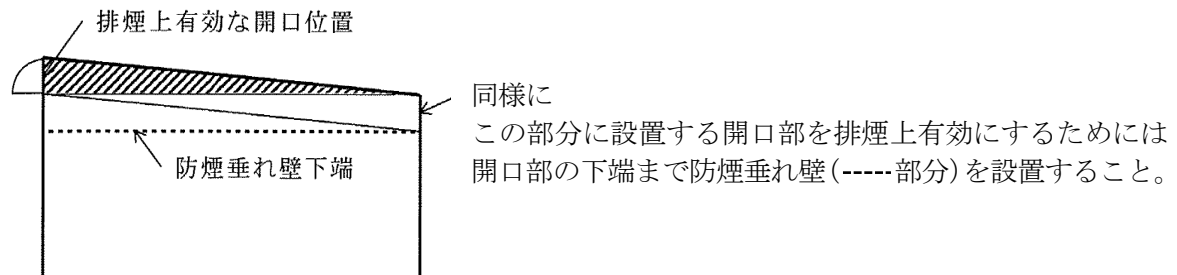 排煙上有効な開口位置
同様に
この部分に設置する開口部を排煙上有効にするためには
開口部の下端まで防煙垂れ壁(-----部分)を設置すること。
防煙垂れ壁下端